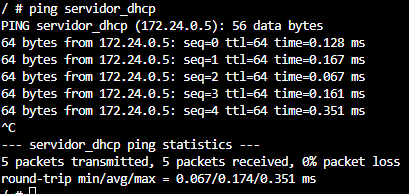 / # ping servidor_dhcp
PING servidor_dhcp (172.24.0.5): 56 data bytes
64 bytes from 172.24.0.5: seq=0 ttl=64 time=0.128 ms
64 bytes from 172.24.0.5: seq=1 ttl=64 time=0.167 ms
64 bytes from 172.24.0.5: seq=2 ttl=64 time=0.067 ms
64 bytes from 172.24.0.5: seq=3 ttl=64 time=0.161 ms
64 bytes from 172.24.0.5: seq=4 ttl=64 time=0.351 ms
^C
--- servidor_dhcp ping statistics ---
5 packets transmitted, 5 packets received, 0% packet loss
round-trip min/avg/max = 0.067/0.174/0.351 ms
/ #